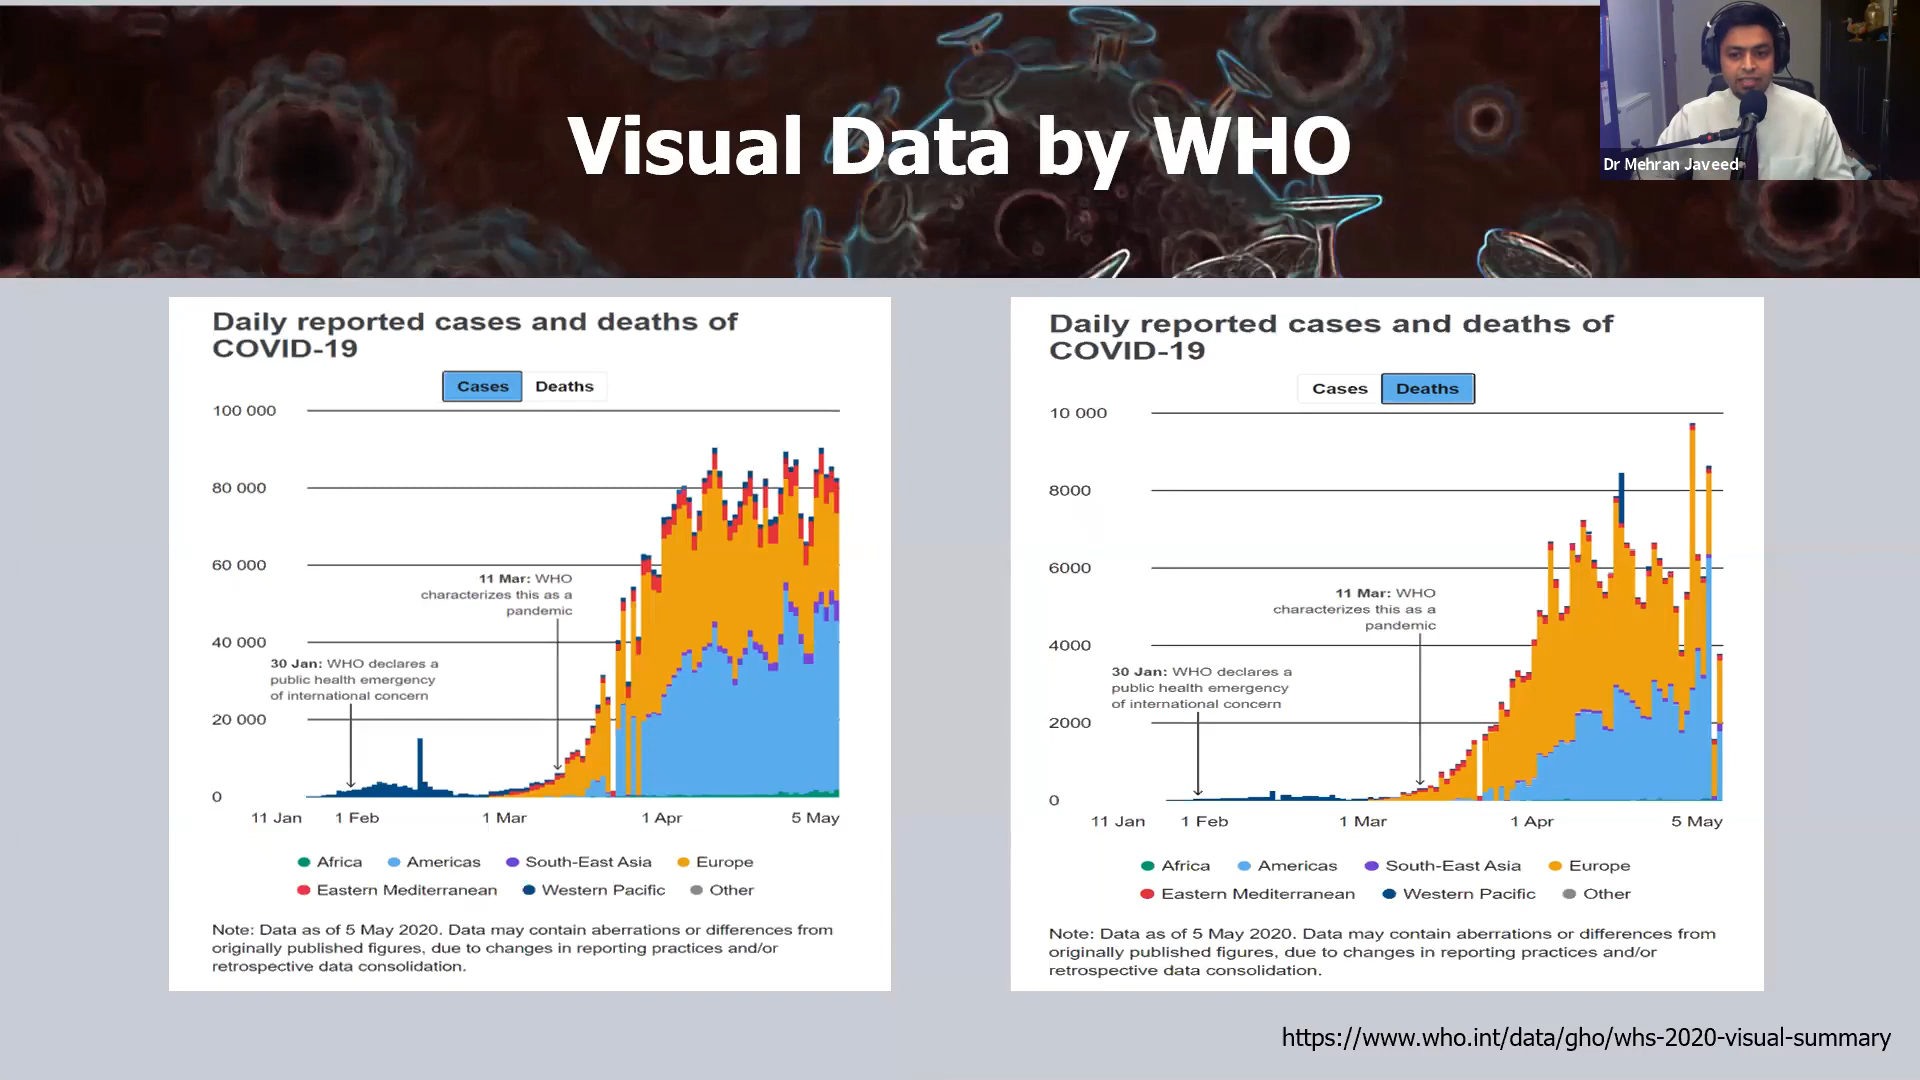 Visual Data by WHO
Dr Mehran Javeed
Daily reported cases and deaths of
COVID-19
Cases Deaths
100 000
80 000
60 000
40 000
20 000
0
11 Mar: WHO
characterizes this as a
pandemic
30 Jan: WHO declares a
public health emergency
of international concern
11 Jan 1 Feb 1 Mar 1 Apr 5 May
Africa Americas South-East Asia Europe
Eastern Mediterranean Western Pacific Other
Note: Data as of 5 May 2020. Data may contain aberrations or differences from
originally published figures, due to changes in reporting practices and/or
retrospective data consolidation.
Daily reported cases and deaths of
COVID-19
Cases Deaths
10 000
8000
6000
4000
2000
0
11 Mar: WHO
characterizes this as a
pandemic
30 Jan: WHO declares a
public health emergency
of international concern
11 Jan 1 Feb 1 Mar 1 Apr 5 May
Africa Americas South-East Asia Europe
Eastern Mediterranean Western Pacific Other
Note: Data as of 5 May 2020. Data may contain aberrations or differences from
originally published figures, due to changes in reporting practices and/or
retrospective data consolidation.
https://www.who.int/data/gho/whs-2020-visual-summary